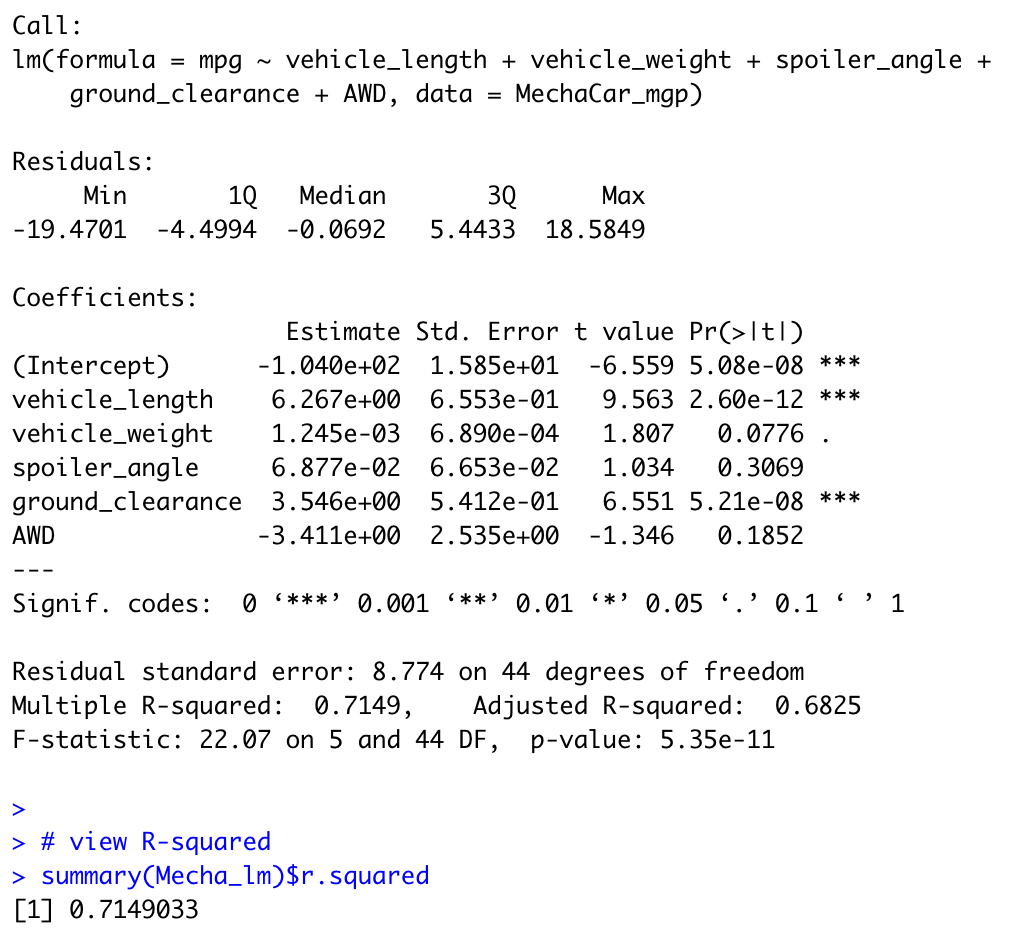 Call:
lm(formula = mpg ~ vehicle_length + vehicle_weight + spoiler_angle +
    ground_clearance + AWD, data = MechaCar_mgp)

Residuals:
     Min       1Q   Median       3Q      Max
-19.4701  -4.4994  -0.0692   5.4433  18.5849

Coefficients:
                   Estimate Std. Error t value Pr(>|t|)
(Intercept)      -1.040e+02  1.585e+01  -6.559 5.08e-08 ***
vehicle_length    6.267e+00  6.553e-01   9.563 2.60e-12 ***
vehicle_weight    1.245e-03  6.890e-04   1.807   0.0776 .
spoiler_angle     6.877e-02  6.653e-02   1.034   0.3069
ground_clearance  3.546e+00  5.412e-01   6.551 5.21e-08 ***
AWD              -3.411e+00  2.535e+00  -1.346   0.1852
---
Signif. codes:  0 ‘***’ 0.001 ‘**’ 0.01 ‘*’ 0.05 ‘.’ 0.1 ‘ ’ 1

Residual standard error: 8.774 on 44 degrees of freedom
Multiple R-squared:  0.7149,    Adjusted R-squared:  0.6825
F-statistic: 22.07 on 5 and 44 DF,  p-value: 5.35e-11

>
> # view R-squared
> summary(Mecha_lm)$r.squared
[1] 0.7149033